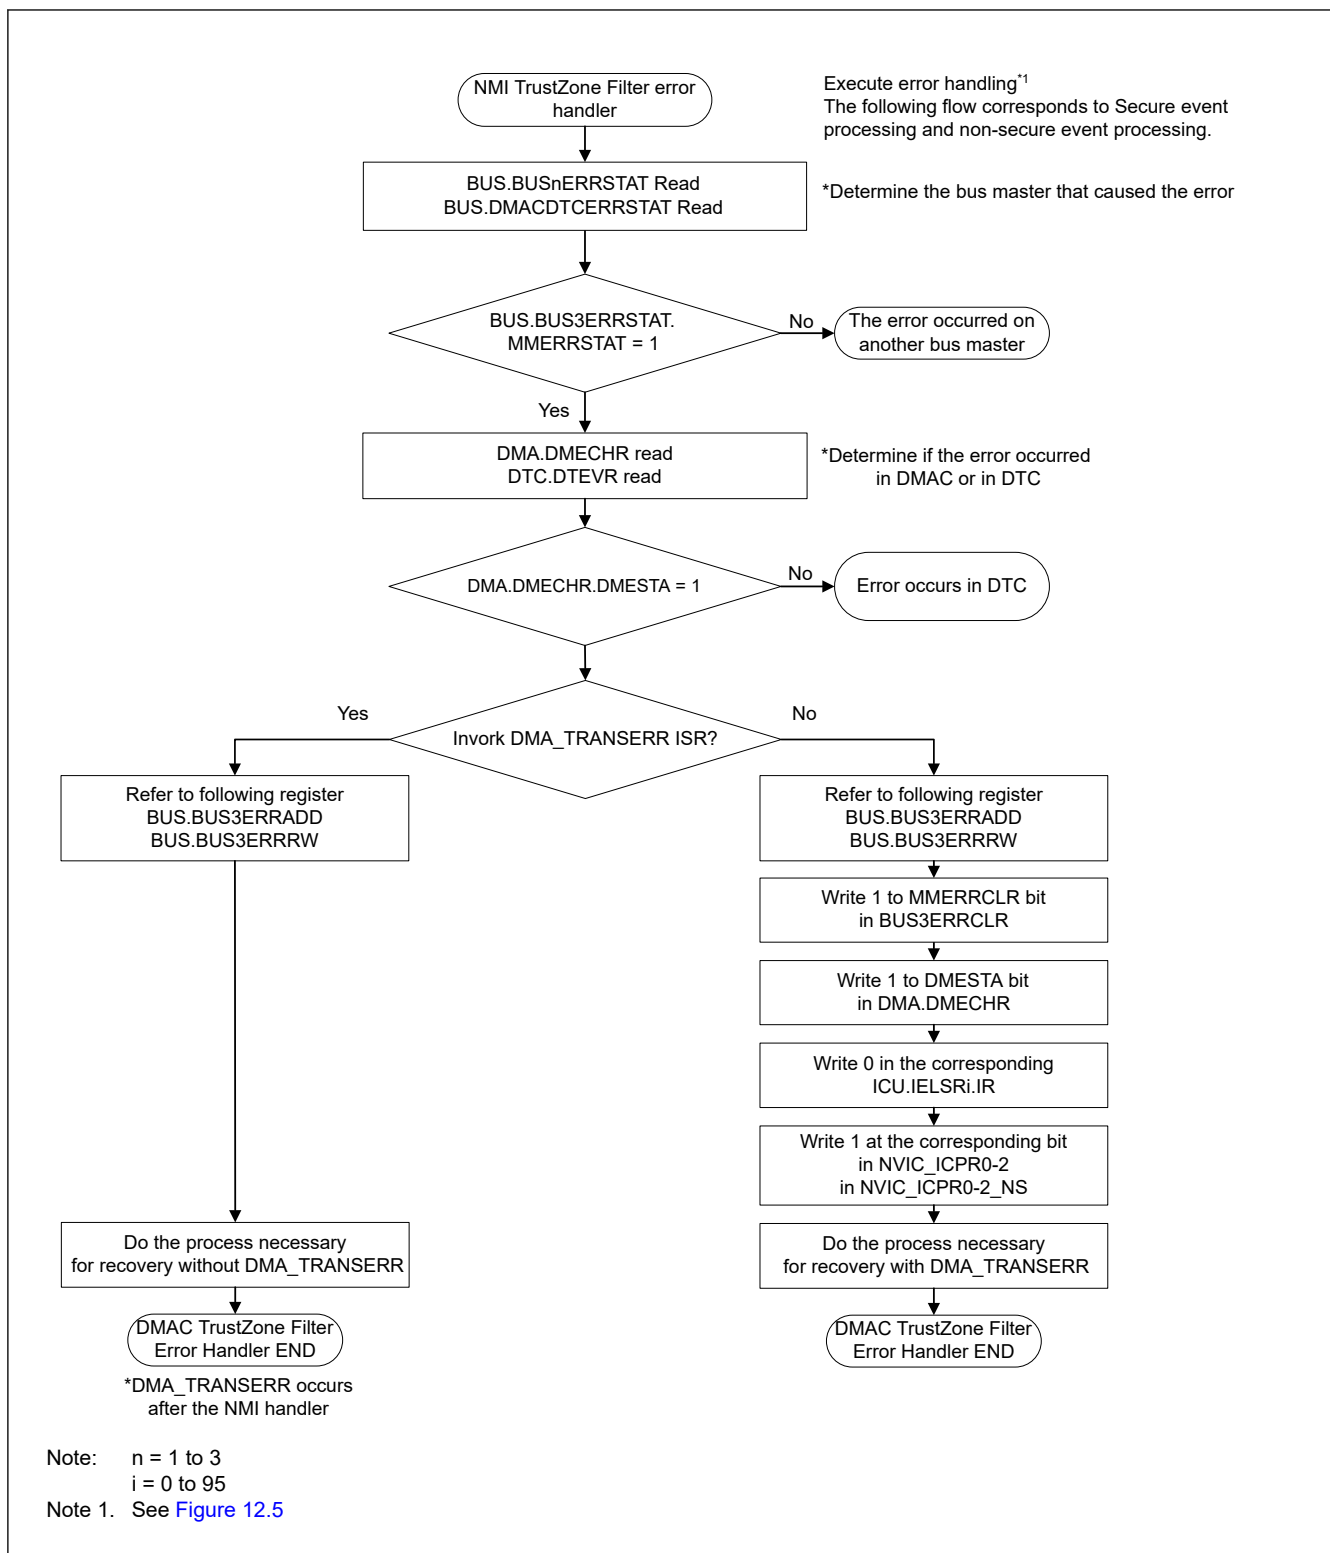 NMI TrustZone Filter error
handler
Execute error handling*1
The following flow corresponds to Secure event
processing and non-secure event processing.
BUS.BUSnERRSTAT Read
BUS.DMACDTCERRSTAT Read
*Determine the bus master that caused the error
BUS.BUS3ERRSTAT.
MMERRSTAT = 1
No
The error occurred on
another bus master
Yes
DMA.DMECHR read
DTC.DTEVR read
*Determine if the error occurred
in DMAC or in DTC
DMA.DMECHR.DMESTA = 1
No
Error occurs in DTC
Yes
No
Invork DMA_TRANSERR ISR?
Refer to following register
BUS.BUS3ERRADD
BUS.BUS3ERRRW
Refer to following register
BUS.BUS3ERRADD
BUS.BUS3ERRRW
Write 1 to MMERRCLR bit
in BUS3ERRCLR
Write 1 to DMESTA bit
in DMA.DMECHR
Write 0 in the corresponding
ICU.IELSRi.IR
Write 1 at the corresponding bit
in NVIC_ICPR0-2
in NVIC_ICPR0-2_NS
Do the process necessary
for recovery without DMA_TRANSERR
Do the process necessary
for recovery with DMA_TRANSERR
DMAC TrustZone Filter
Error Handler END
DMAC TrustZone Filter
Error Handler END
*DMA_TRANSERR occurs
after the NMI handler
Note: n = 1 to 3
i = 0 to 95
Note 1. See Figure 12.5